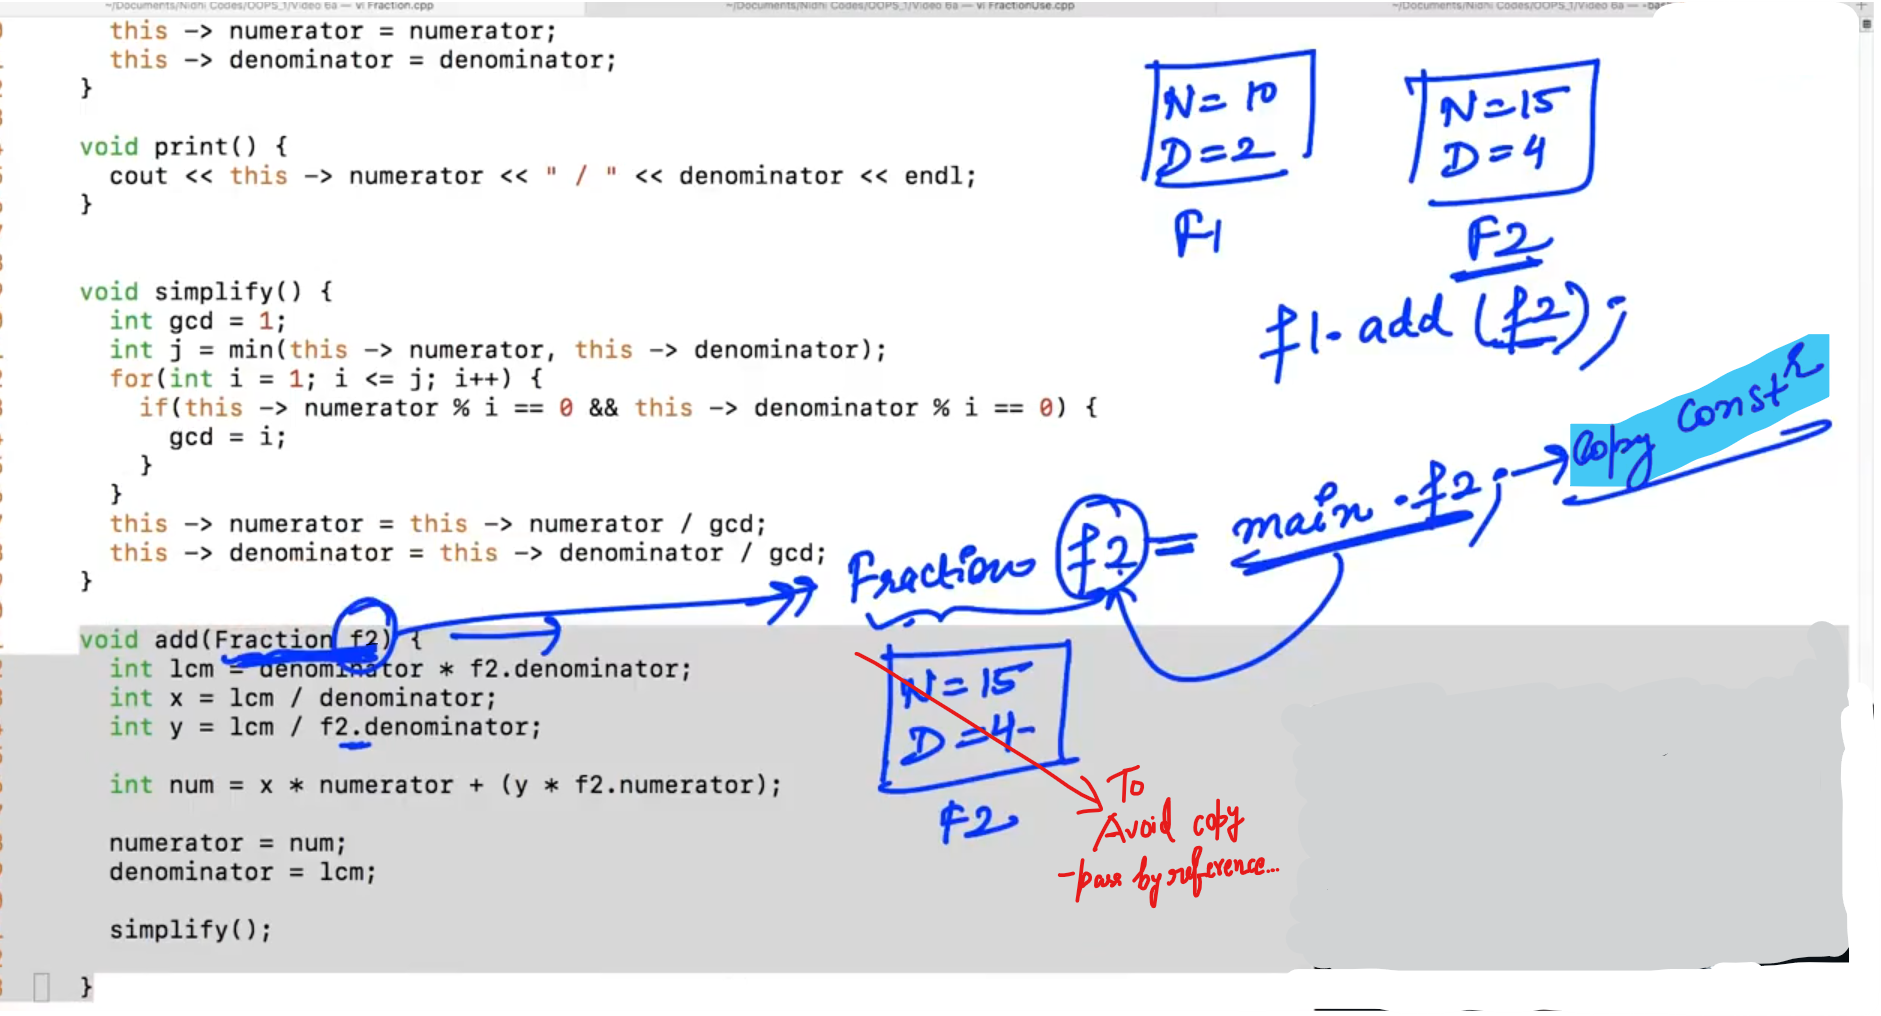 ~/Documents/Nidhi Codes/OOPS_1/Video 6a — vi Fraction.cpp
~/Documents/Nidhi Codes/OOPS_1/Video 6a — vi FractionUse.cpp
~/Documents/Nidhi Codes/OOPS_1/Video 6a — -bas
this -> numerator = numerator;
this -> denominator = denominator;
}
void print() {
cout << this -> numerator << " / " << denominator << endl;
}
void simplify() {
int gcd = 1;
int j = min(this -> numerator, this -> denominator);
for(int i = 1; i <= j; i++) {
if(this -> numerator % i == 0 && this -> denominator % i == 0) {
gcd = i;
}
}
this -> numerator = this -> numerator / gcd;
this -> denominator = this -> denominator / gcd;
}
void add(Fraction f2) {
int lcm = denominator * f2.denominator;
int x = lcm / denominator;
int y = lcm / f2.denominator;
int num = x * numerator + (y * f2.numerator);
numerator = num;
denominator = lcm;
simplify();
}
N = 10
D = 2
F1
N = 15
D = 4
F2
f1. add (f2);
Fraction f2 = main . f2; → Copy Constr
N = 15
D = 4
F2
To
Avoid copy
- pass by reference...